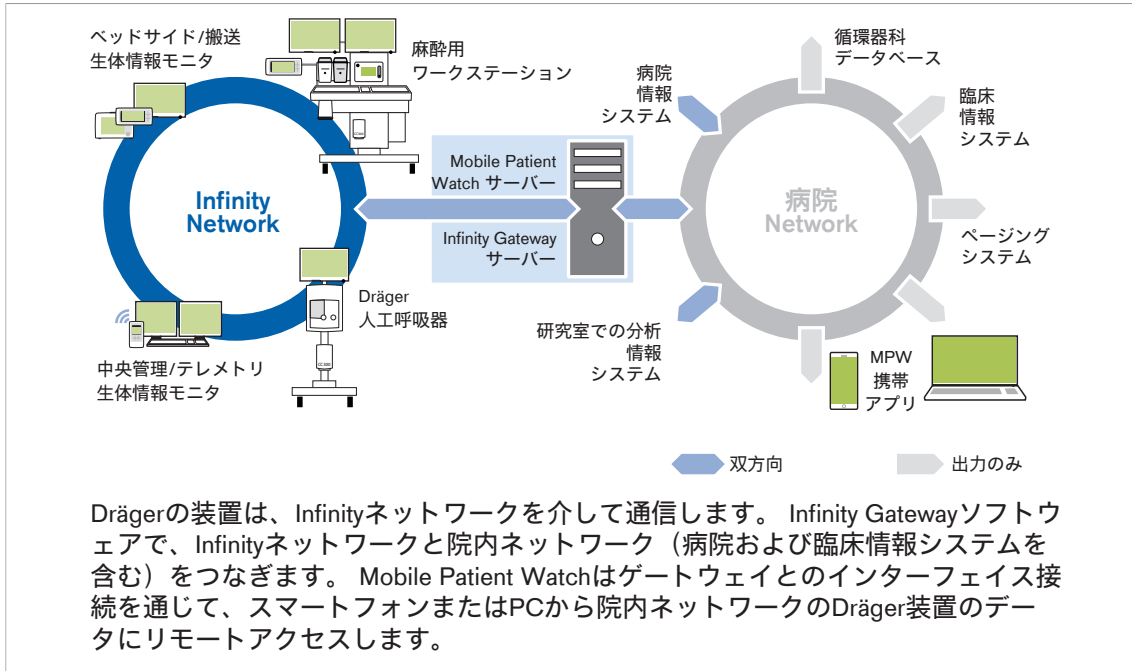 ベッドサイド/搬送
生体情報モニタ
麻酔用
ワークステーション
Infinity
Network
Dräger
人工呼吸器
中央管理/テレメトリ
生体情報モニタ
Mobile Patient
Watch サーバー
Infinity Gateway
サーバー
病院
情報
システム
循環器科
データベース
臨床
情報
システム
病院
Network
ページング
システム
研究室での分析
情報
システム
MPW
携帯
アプリ
双方向
出力のみ
Drägerの装置は、Infinityネットワークを介して通信します。 Infinity Gatewayソフトウ
ェアで、Infinityネットワークと院内ネットワーク（病院および臨床情報システムを
含む）をつなぎます。 Mobile Patient Watchはゲートウェイとのインターフェイス接
続を通じて、スマートフォンまたはPCから院内ネットワークのDräger装置のデー
タにリモートアクセスします。